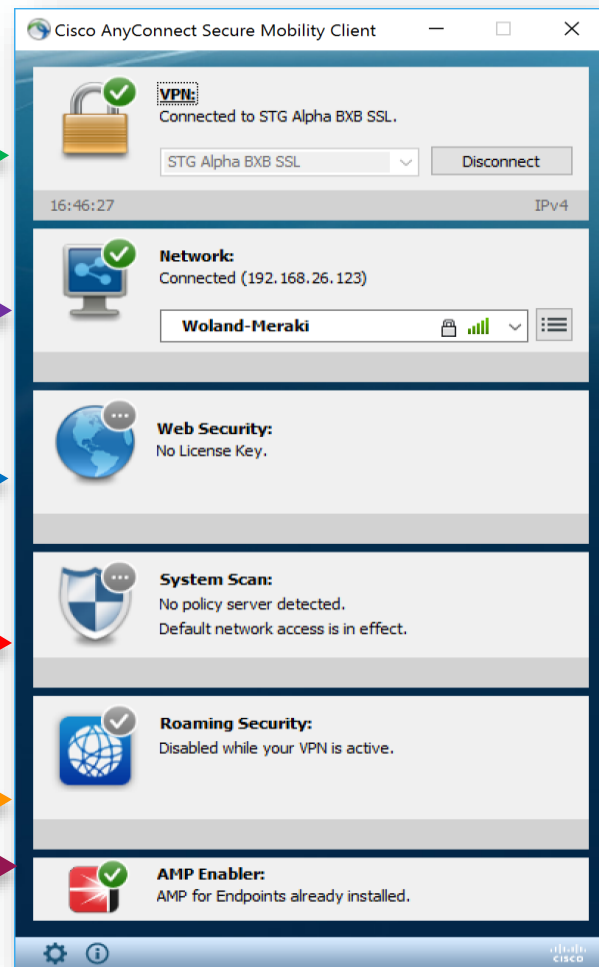 Cisco AnyConnect Secure Mobility Client
VPN:
Connected to STG Alpha BXB SSL.
STG Alpha BXB SSL
Disconnect
16:46:27
IPv4
Network:
Connected (192.168.26.123)
Woland-Meraki
Web Security:
No License Key.
System Scan:
No policy server detected.
Default network access is in effect.
Roaming Security:
Disabled while your VPN is active.
AMP Enabler:
AMP for Endpoints already installed.
CISCO